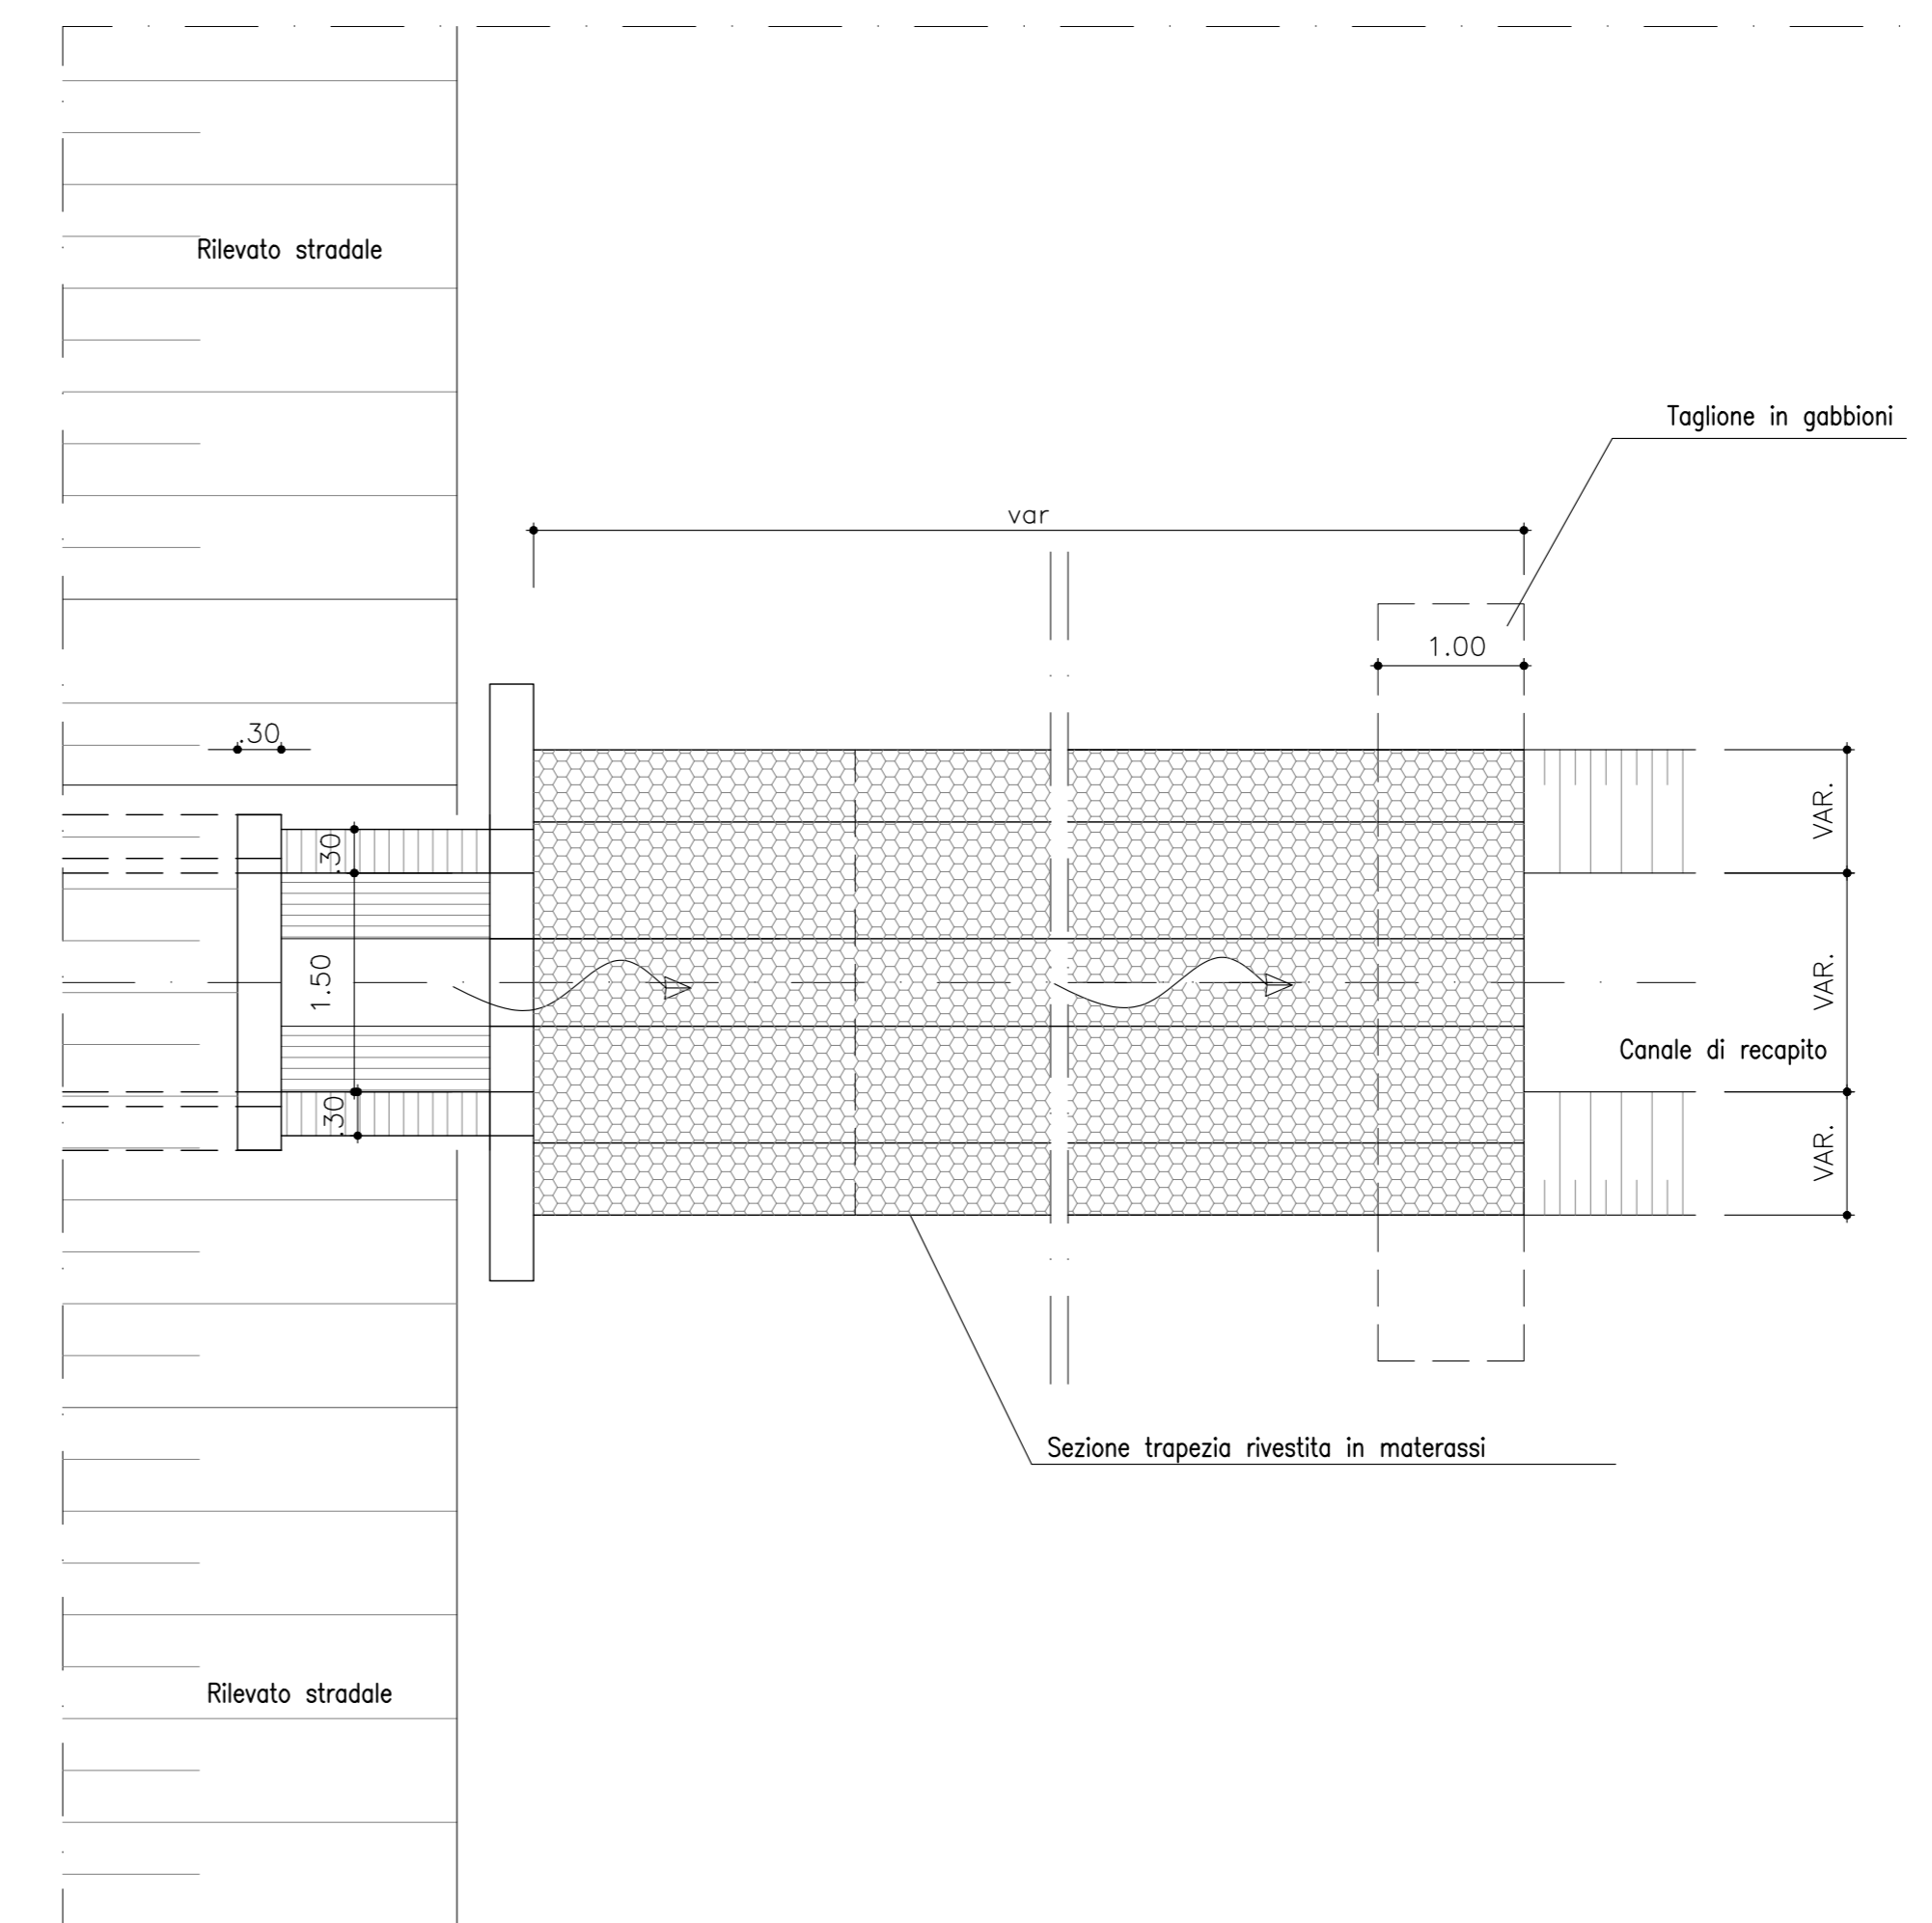 Rilevato stradale
Taglione in gabbioni
var
1.00
.30
.30
1.50
.30
VAR.
VAR.
VAR.
Canale di recapito
Sezione trapezia rivestita in materassi
Rilevato stradale